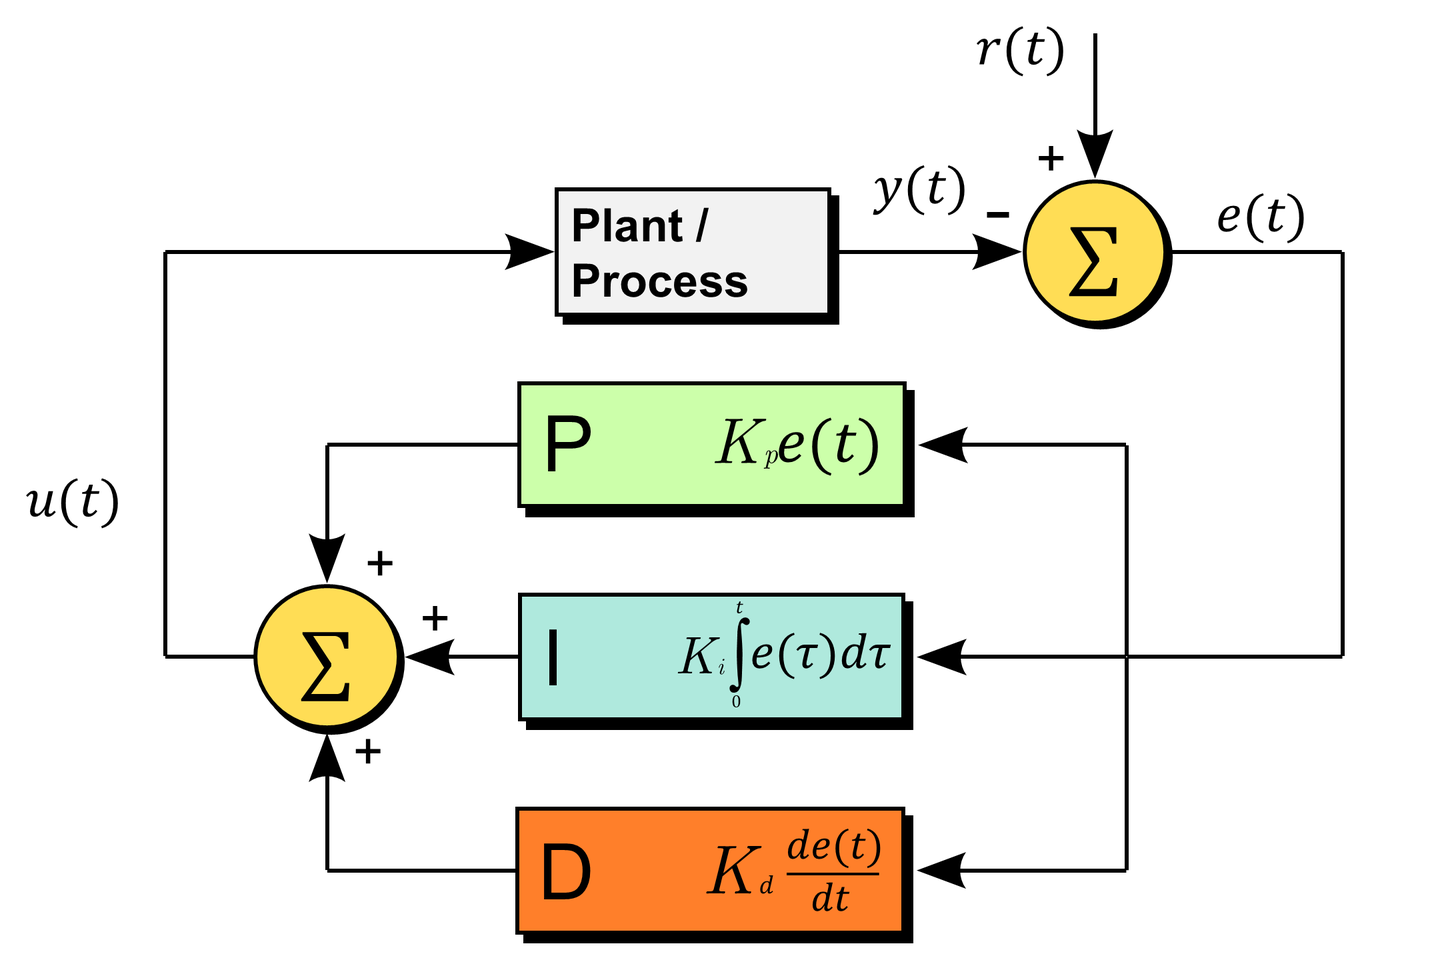 r(t)
+
y(t)
−
e(t)
Plant /
Process
Σ
P K_p e(t)
u(t)
+
+
Σ
I K_i ∫_0^t e(τ)dτ
+
D K_d de(t)/dt